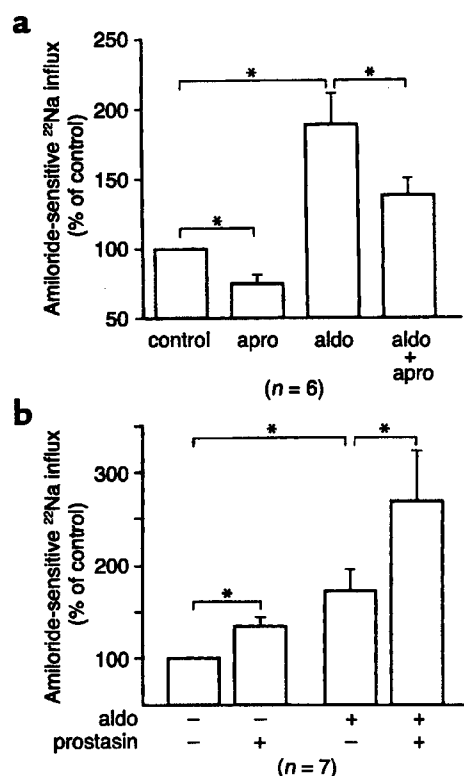 a
Amiloride-sensitive ²²Na influx
(% of control)
250
200
150
100
50
*
*
*
control apro aldo aldo
+
apro
(n = 6)
b
Amiloride-sensitive ²²Na influx
(% of control)
300
200
100
*
*
*
aldo – – + +
prostasin – + – +
(n = 7)